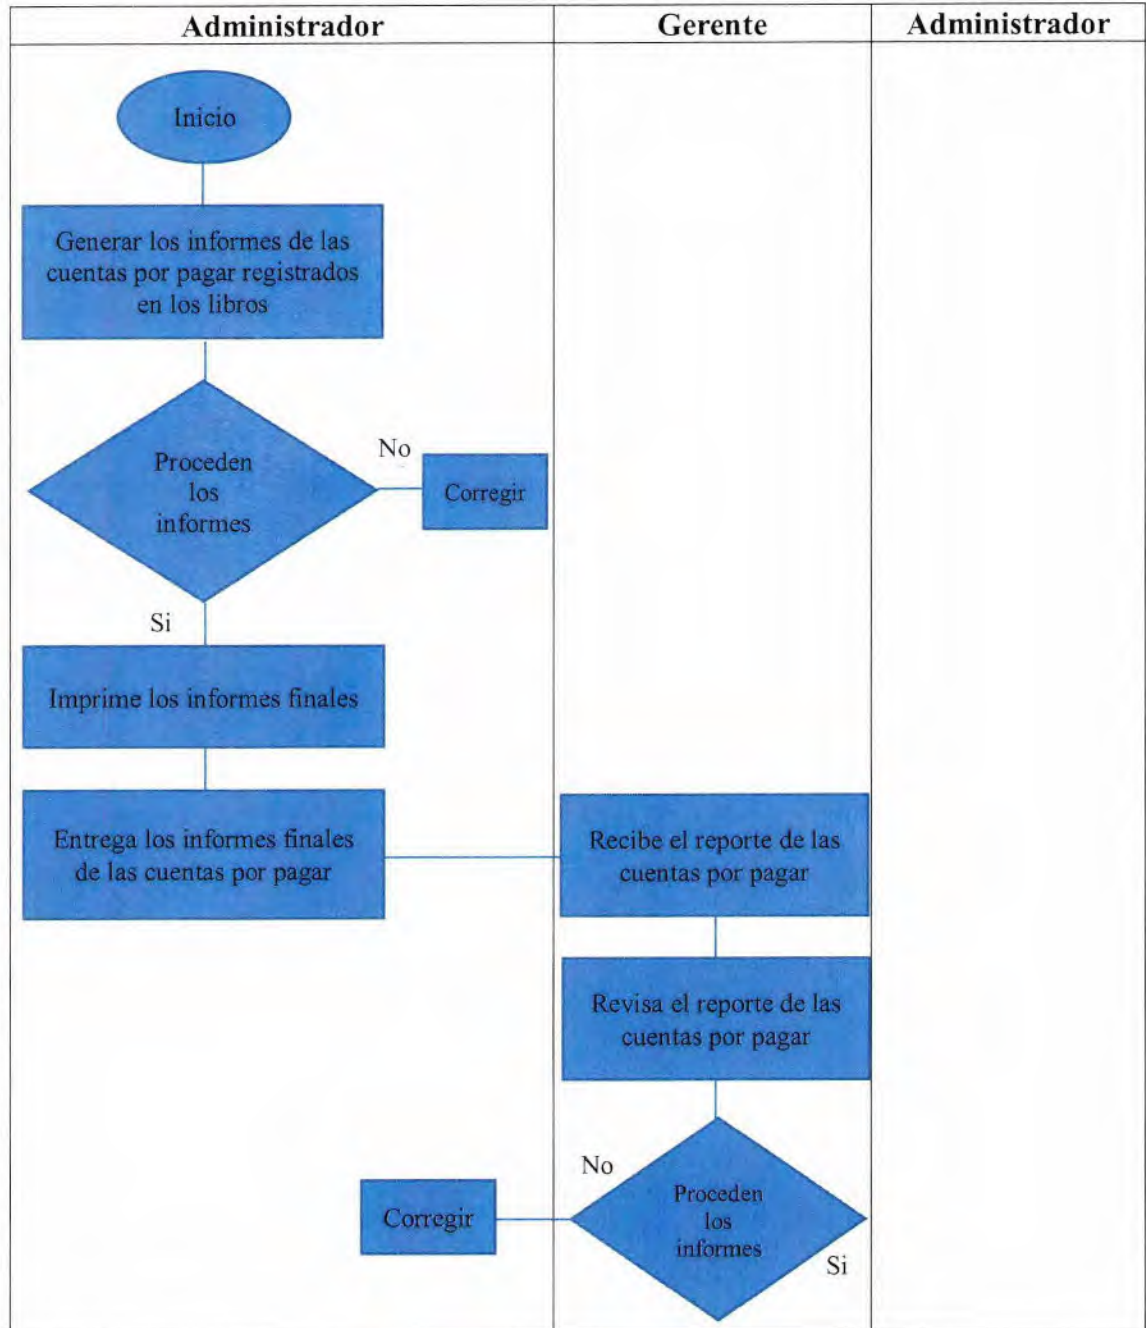 Administrador
Gerente
Administrador
Inicio
Generar los informes de las
cuentas por pagar registrados
en los libros
Proceden
los
informes
No
Corregir
Si
Imprime los informes finales
Entrega los informes finales
de las cuentas por pagar
Recibe el reporte de las
cuentas por pagar
Revisa el reporte de las
cuentas por pagar
Proceden
los
informes
No
Corregir
Si